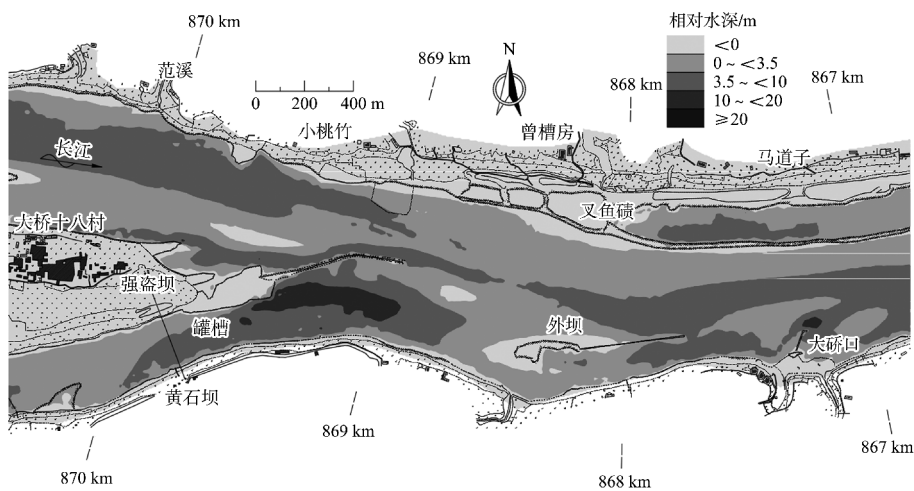 870 km
范溪
869 km
N
相对水深/m
<0
0~<3.5
3.5~<10
10~<20
≥20
868 km
867 km
0 200 400 m
小桃竹
曾槽房
马道子
长江
叉鱼碛
大桥十八村
强盗坝
罐槽
外坝
大硚口
黄石坝
869 km
867 km
870 km
868 km